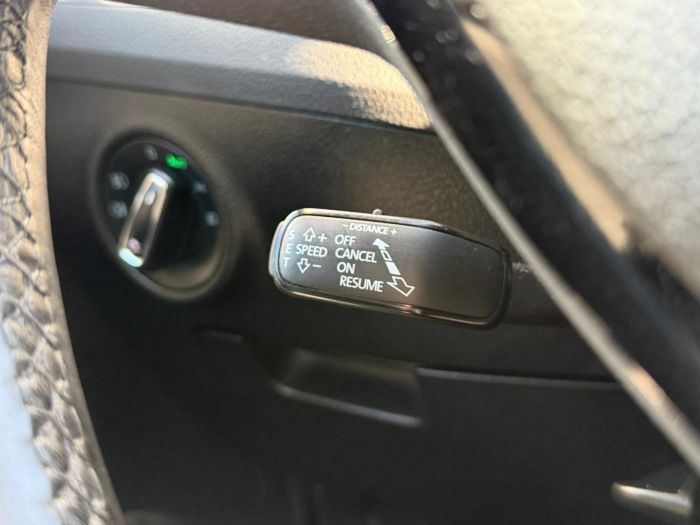 - DISTANCE +
S + OFF
E SPEED CANCEL
T - ON
RESUME